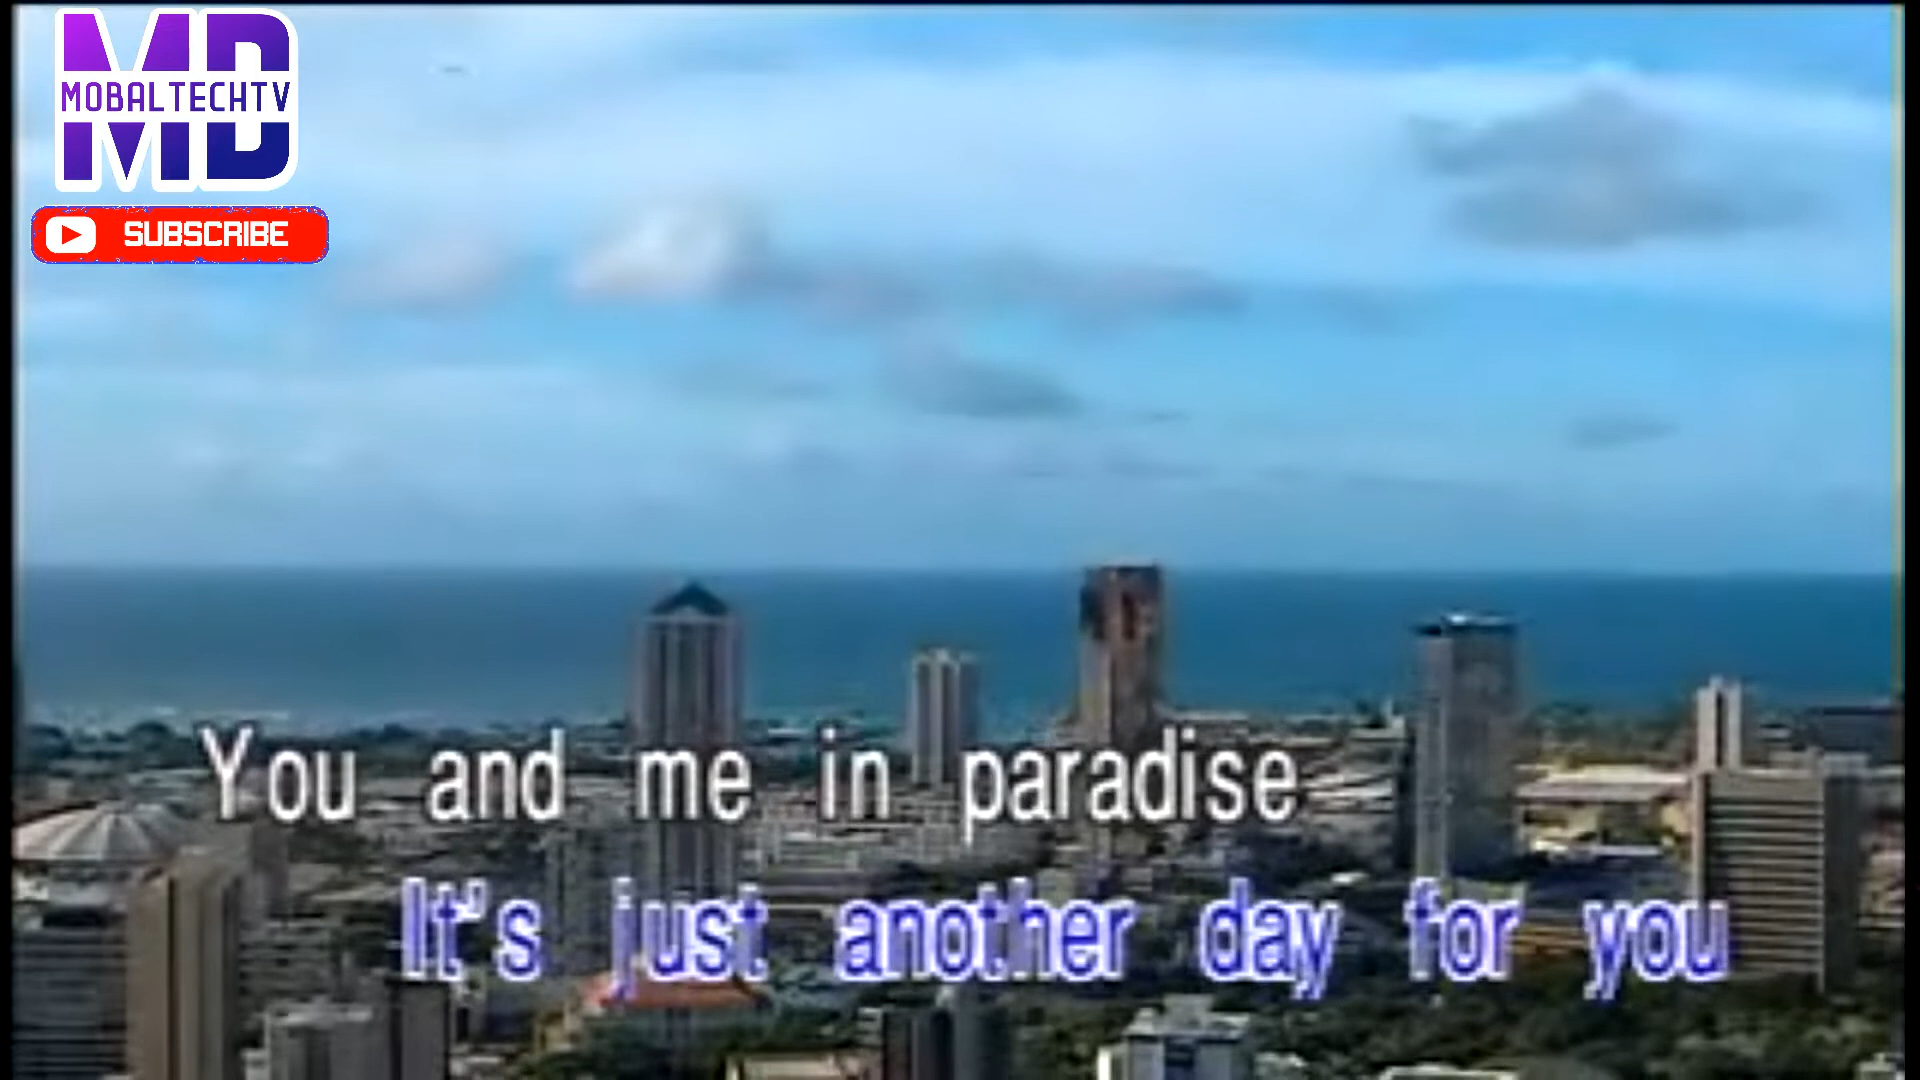 MD
MOBALTECHTV
SUBSCRIBE
You and me in paradise
It's just another day for you